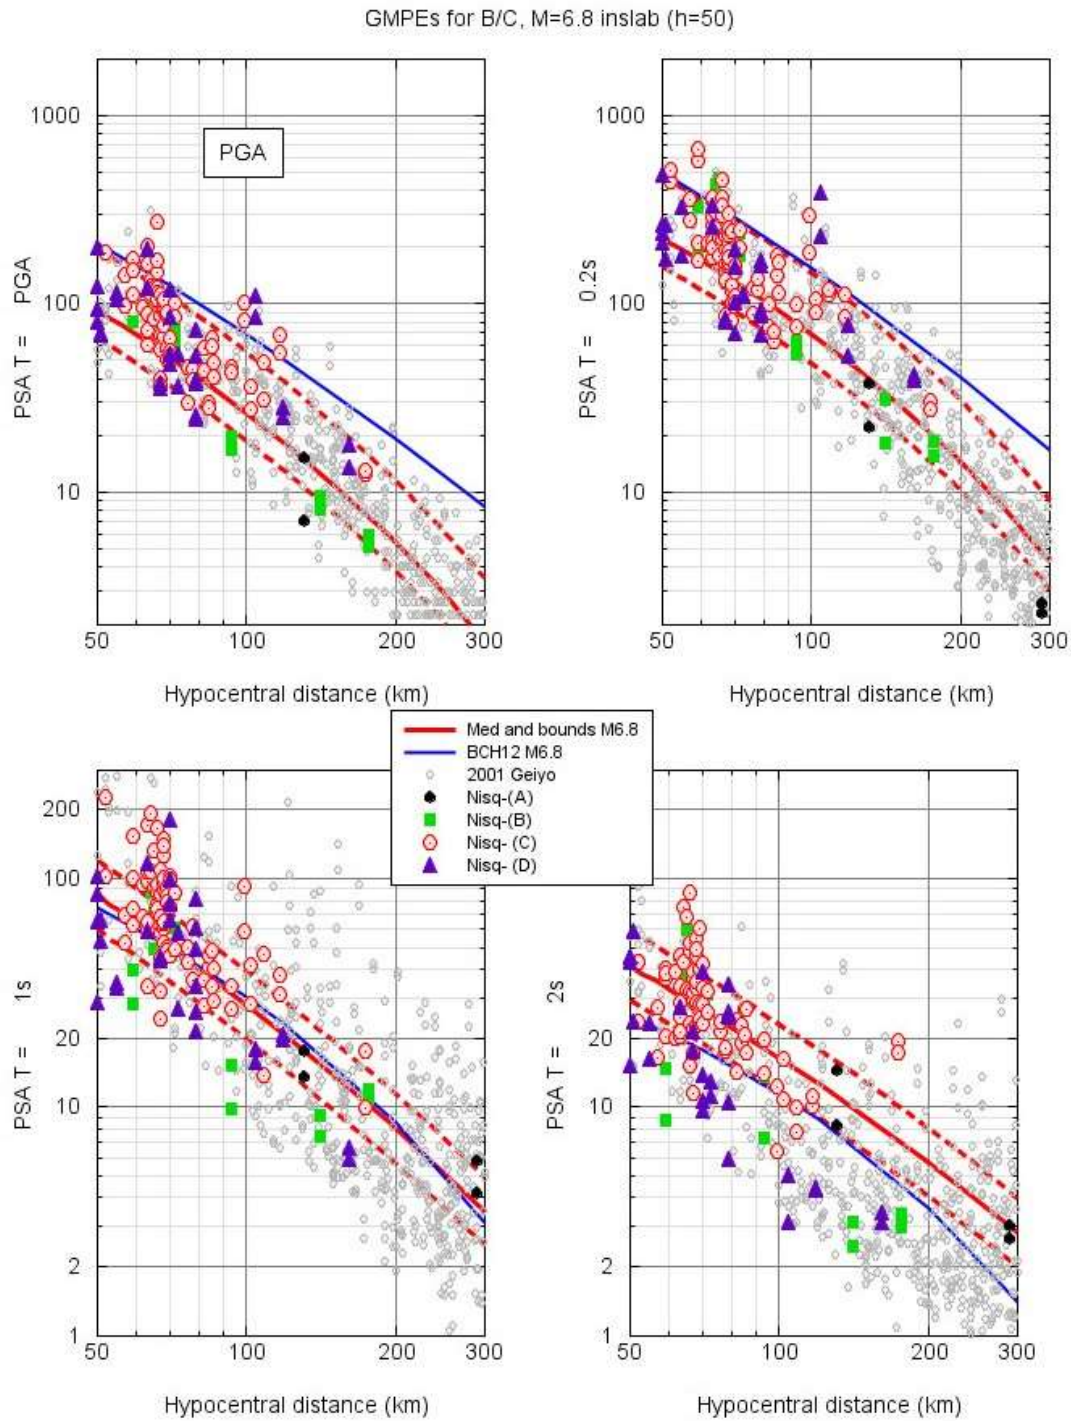 GMPEs for B/C, M=6.8 inslab (h=50)
1000
100
10
PSA T = PGA
PGA
50
100
200
300
Hypocentral distance (km)
1000
100
10
PSA T = 0.2s
50
100
200
300
Hypocentral distance (km)
Med and bounds M6.8
BCH12 M6.8
2001 Geiyo
Nisq-(A)
Nisq-(B)
Nisq- (C)
Nisq- (D)
200
100
20
10
2
1
PSA T = 1s
50
100
200
300
Hypocentral distance (km)
100
20
10
2
1
PSA T = 2s
50
100
200
300
Hypocentral distance (km)